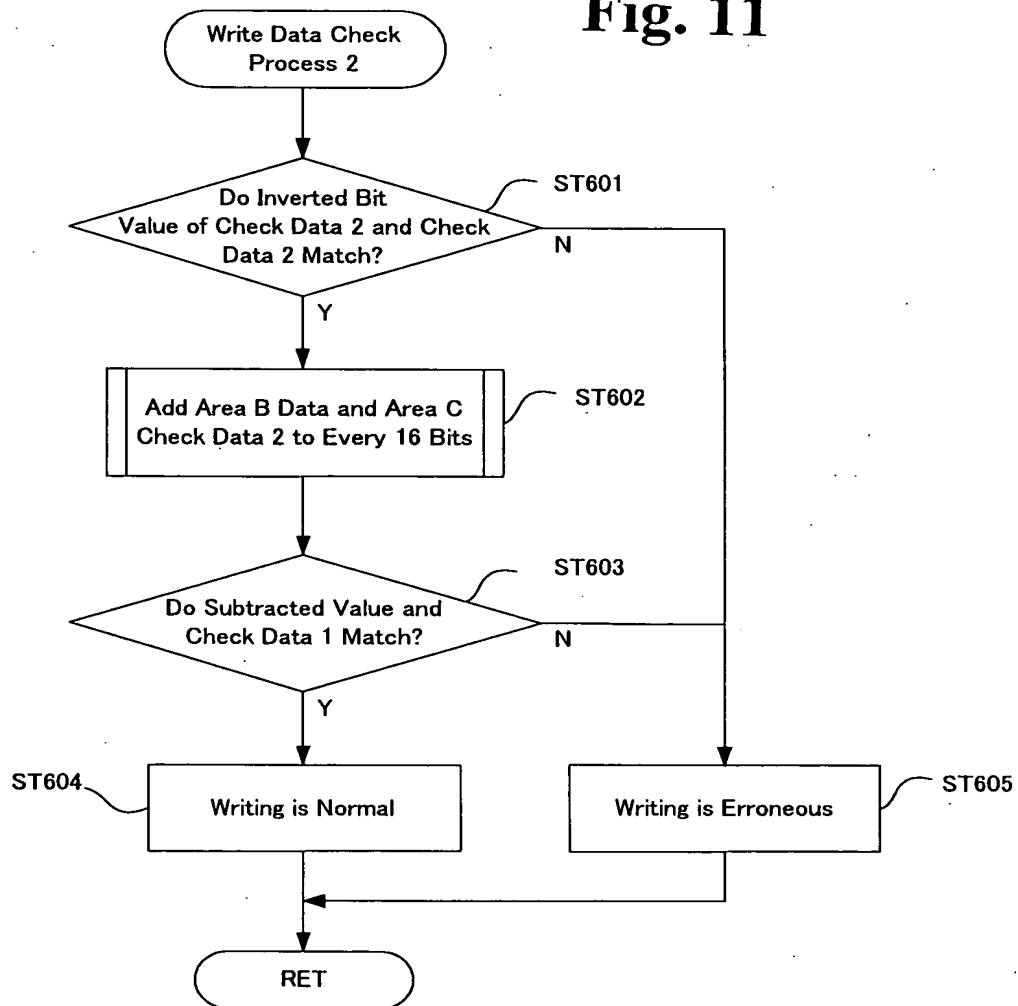 Fig. 11
Write Data Check
Process 2
ST601
Do Inverted Bit
Value of Check Data 2 and Check
Data 2 Match?
N
Y
ST602
Add Area B Data and Area C
Check Data 2 to Every 16 Bits
ST603
Do Subtracted Value and
Check Data 1 Match?
N
Y
ST604
Writing is Normal
Writing is Erroneous
ST605
RET